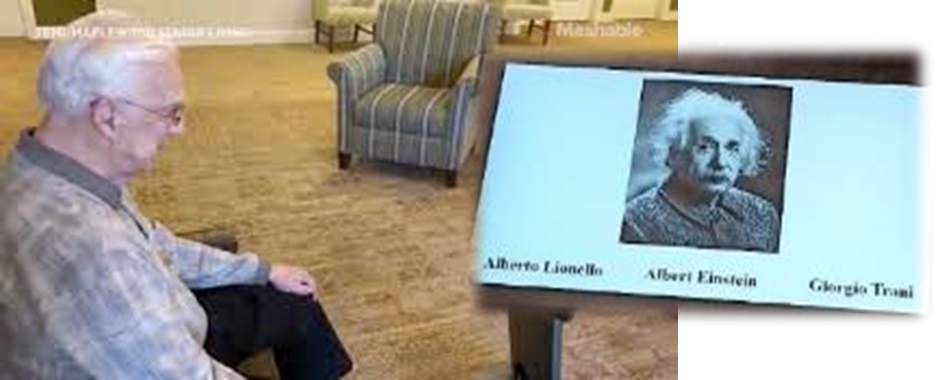 Mashable
Alberto Lionello
Albert Einstein
Giorgio Trani